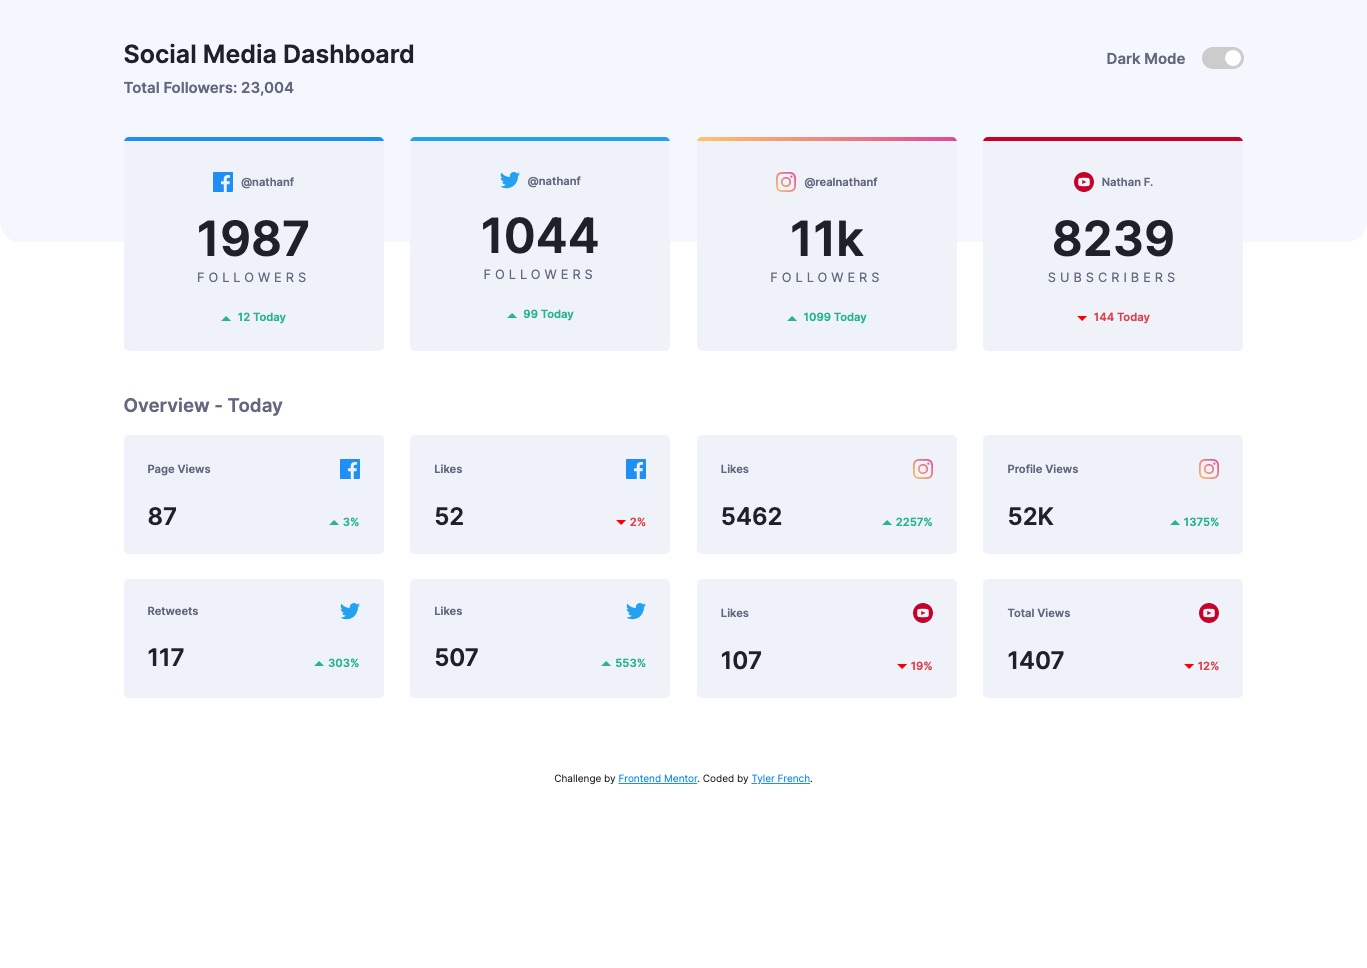 Social Media Dashboard
Total Followers: 23,004
Dark Mode
@nathanf
1987
FOLLOWERS
12 Today
@nathanf
1044
FOLLOWERS
99 Today
@realnathanf
11k
FOLLOWERS
1099 Today
Nathan F.
8239
SUBSCRIBERS
144 Today
Overview - Today
Page Views
87
3%
Likes
52
2%
Likes
5462
2257%
Profile Views
52K
1375%
Retweets
117
303%
Likes
507
553%
Likes
107
19%
Total Views
1407
12%
Challenge by Frontend Mentor. Coded by Tyler French.